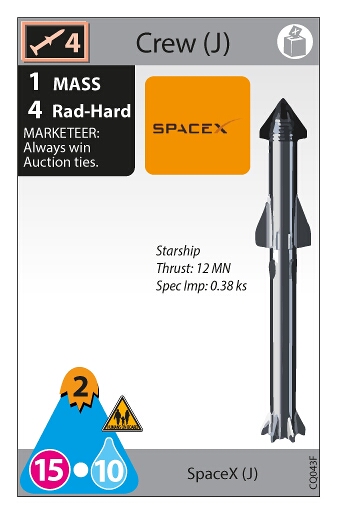 4
Crew (J)
1 MASS
4 Rad-Hard
MARKETEER:
Always win
Auction ties.
SPACEX
Starship
Thrust: 12 MN
Spec Imp: 0.38 ks
2
15 • 10
SpaceX (J)
CQ043F